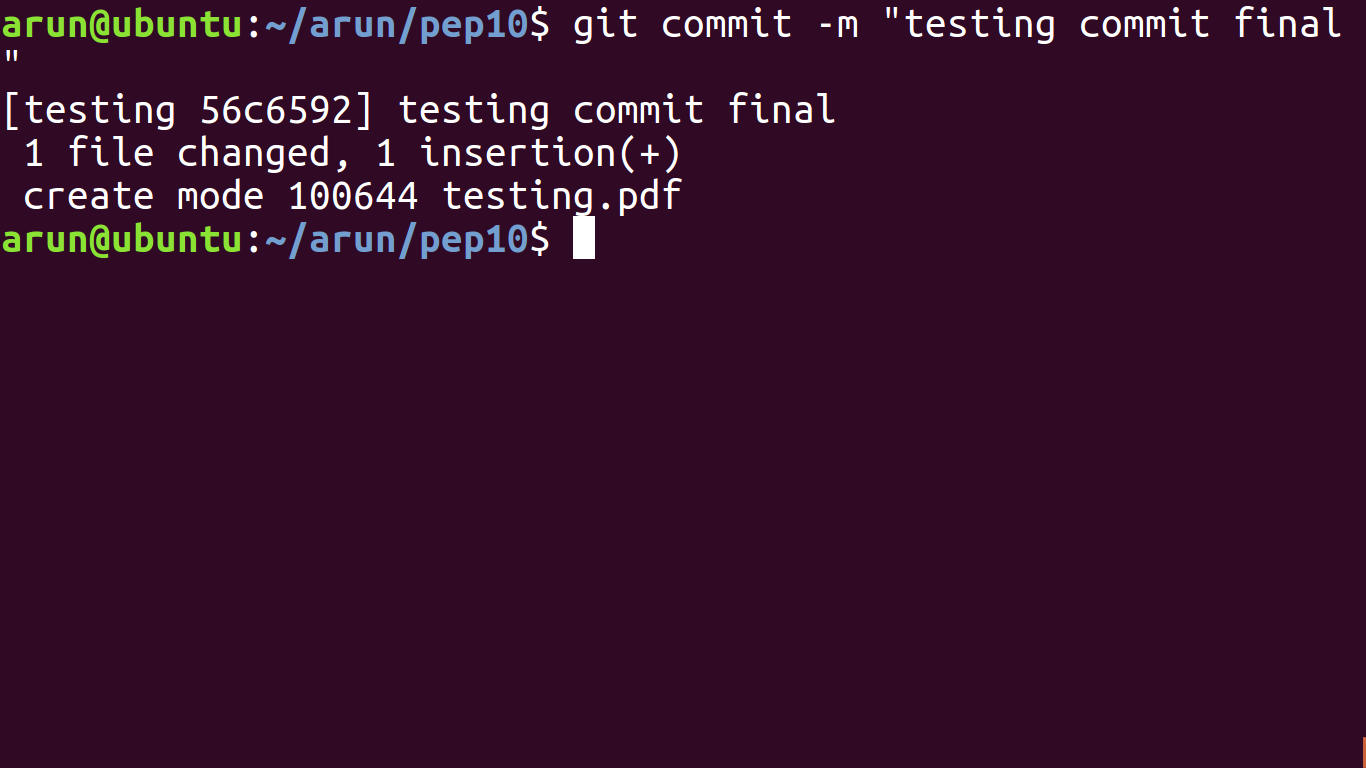 arun@ubuntu:~/arun/pep10$ git commit -m "testing commit final
"
[testing 56c6592] testing commit final
 1 file changed, 1 insertion(+)
 create mode 100644 testing.pdf
arun@ubuntu:~/arun/pep10$